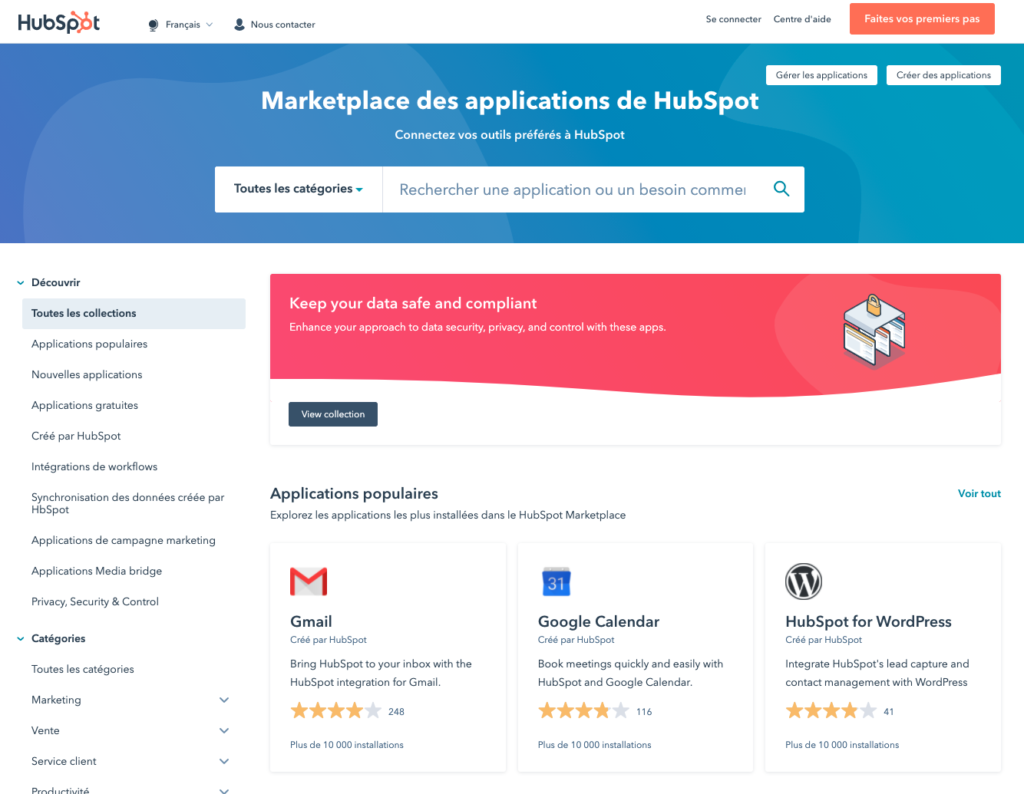 HubSpot
Français
Nous contacter
Se connecter
Centre d'aide
Faites vos premiers pas
Gérer les applications
Créer des applications
Marketplace des applications de HubSpot
Connectez vos outils préférés à HubSpot
Toutes les catégories
Rechercher une application ou un besoin commer
Découvrir
Toutes les collections
Applications populaires
Nouvelles applications
Applications gratuites
Créé par HubSpot
Intégrations de workflows
Synchronisation des données créée par
HbSpot
Applications de campagne marketing
Applications Media bridge
Privacy, Security & Control
Catégories
Toutes les catégories
Marketing
Vente
Service client
Productivité
Keep your data safe and compliant
Enhance your approach to data security, privacy, and control with these apps.
View collection
Applications populaires
Voir tout
Explorez les applications les plus installées dans le HubSpot Marketplace
Gmail
Créé par HubSpot
Bring HubSpot to your inbox with the
HubSpot integration for Gmail.
248
Plus de 10 000 installations
31
Google Calendar
Créé par HubSpot
Book meetings quickly and easily with
HubSpot and Google Calendar.
116
Plus de 10 000 installations
HubSpot for WordPress
Créé par HubSpot
Integrate HubSpot's lead capture and
contact management with WordPress
41
Plus de 10 000 installations